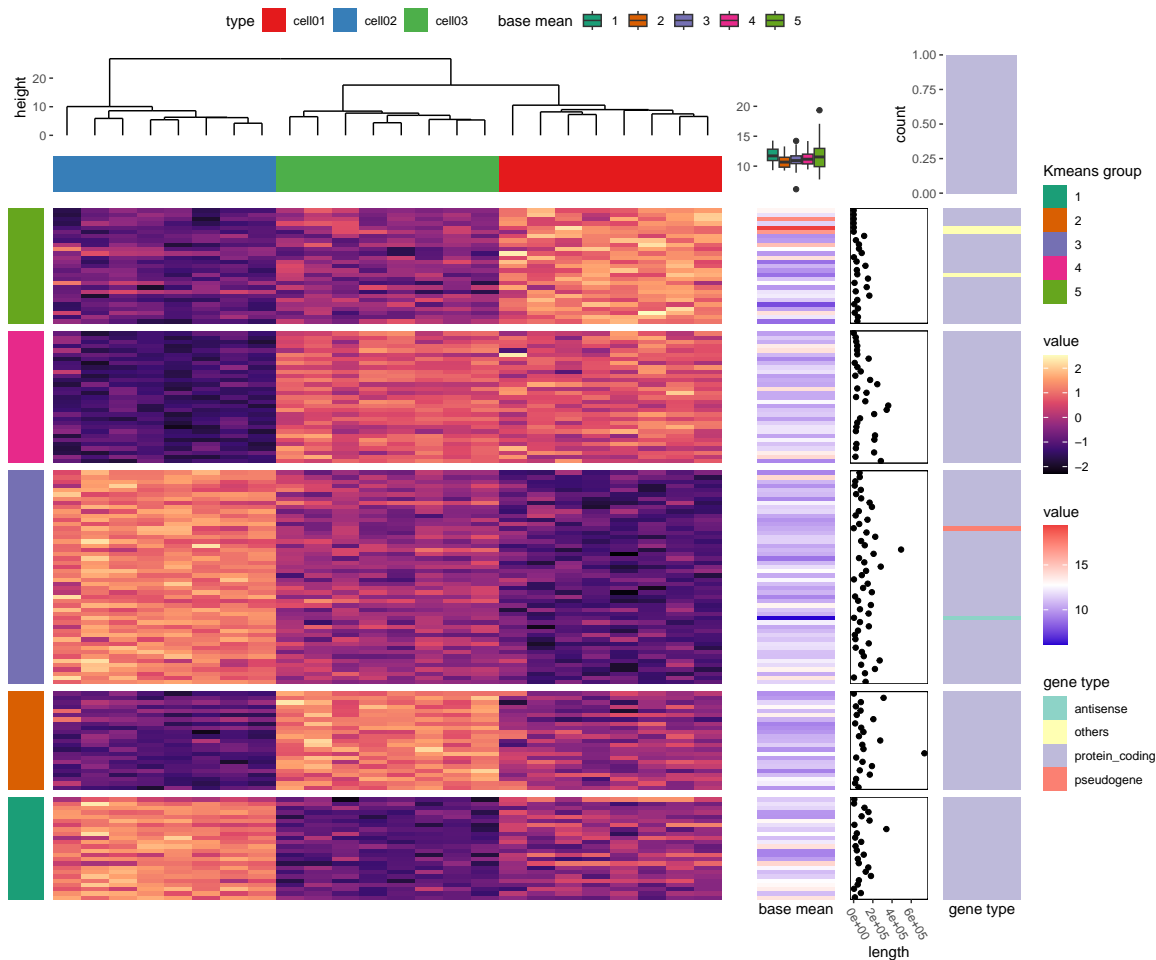 type cell01 cell02 cell03 base mean 1 2 3 4 5
height
20
10
0
20
15
10
count
1.00
0.75
0.50
0.25
0.00
Kmeans group
1
2
3
4
5
value
2
1
0
−1
−2
value
15
10
gene type
antisense
others
protein_coding
pseudogene
base mean
0e+00
2e+05
4e+05
6e+05
length
gene type